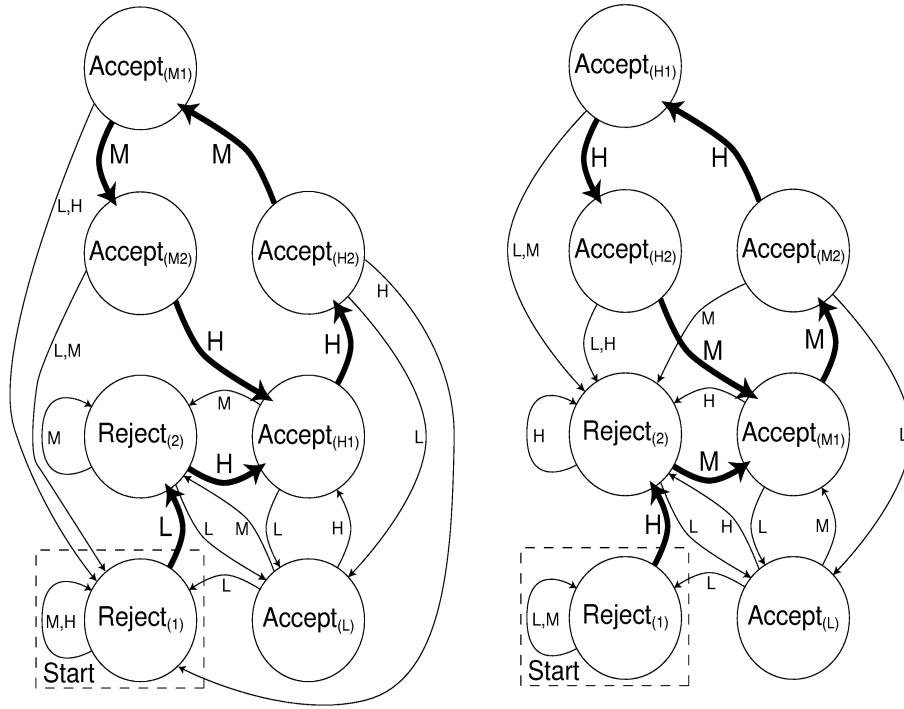 Accept(M1)
M
M
L,H
Accept(M2)
Accept(H2)
H
L,M
H
H
M
Reject(2)
M
Accept(H1)
H
L
L
L
M
L
H
M,H
Reject(1)
L
Accept(L)
Start
Accept(H1)
H
H
L,M
Accept(H2)
Accept(M2)
M
L,H
M
M
H
Reject(2)
H
Accept(M1)
M
L
H
L
H
L
M
L,M
Reject(1)
L
Accept(L)
Start